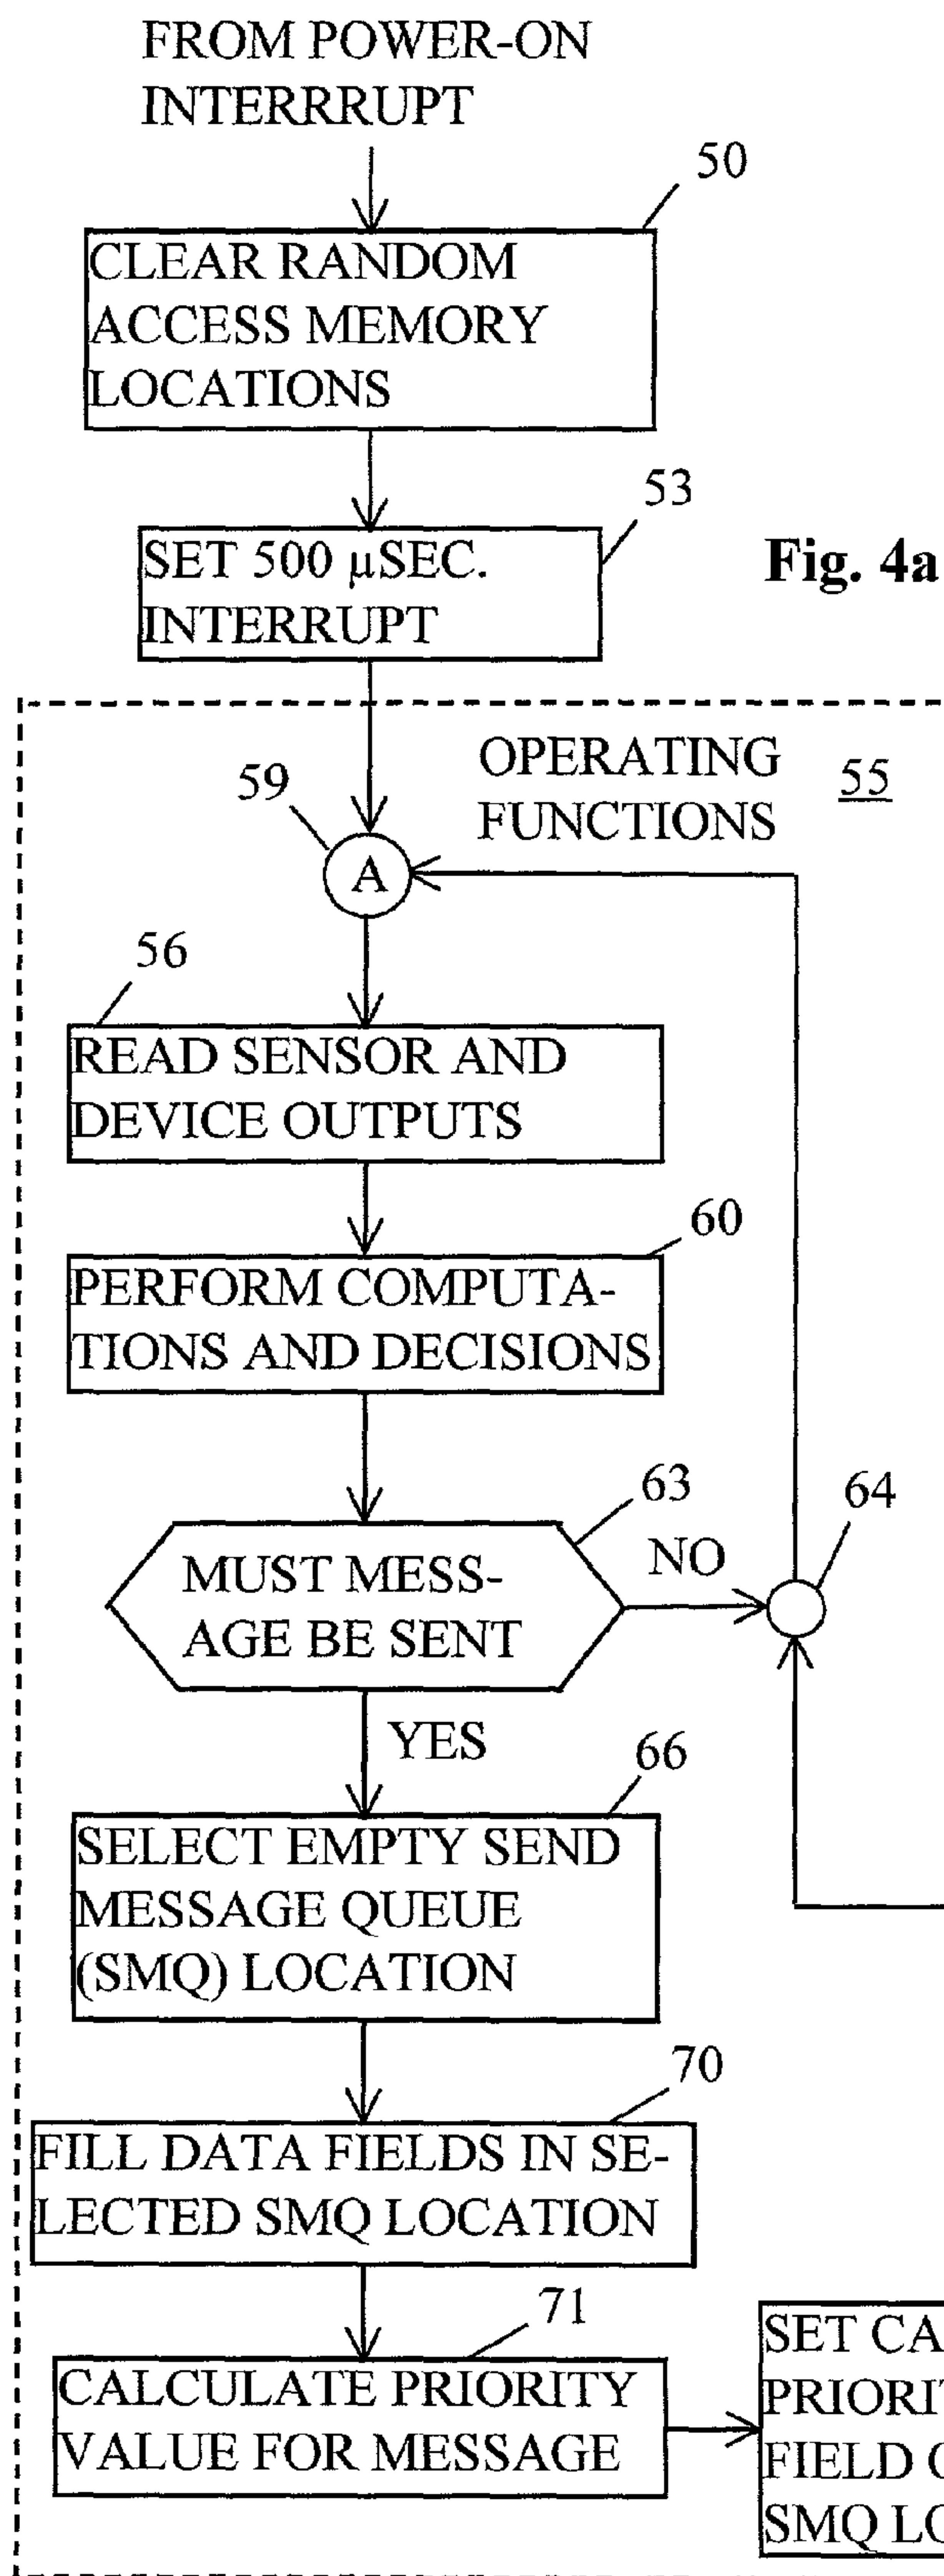 FROM POWER-ON
INTERRRUPT
50
CLEAR RANDOM
ACCESS MEMORY
LOCATIONS
53
SET 500 µSEC.
INTERRUPT
Fig. 4a
OPERATING
FUNCTIONS
55
59
A
56
READ SENSOR AND
DEVICE OUTPUTS
60
PERFORM COMPUTA-
TIONS AND DECISIONS
63
MUST MESS-
AGE BE SENT
NO
64
YES
66
SELECT EMPTY SEND
MESSAGE QUEUE
(SMQ) LOCATION
70
FILL DATA FIELDS IN SE-
LECTED SMQ LOCATION
71
CALCULATE PRIORITY
VALUE FOR MESSAGE
SET
FIELD
SMQ